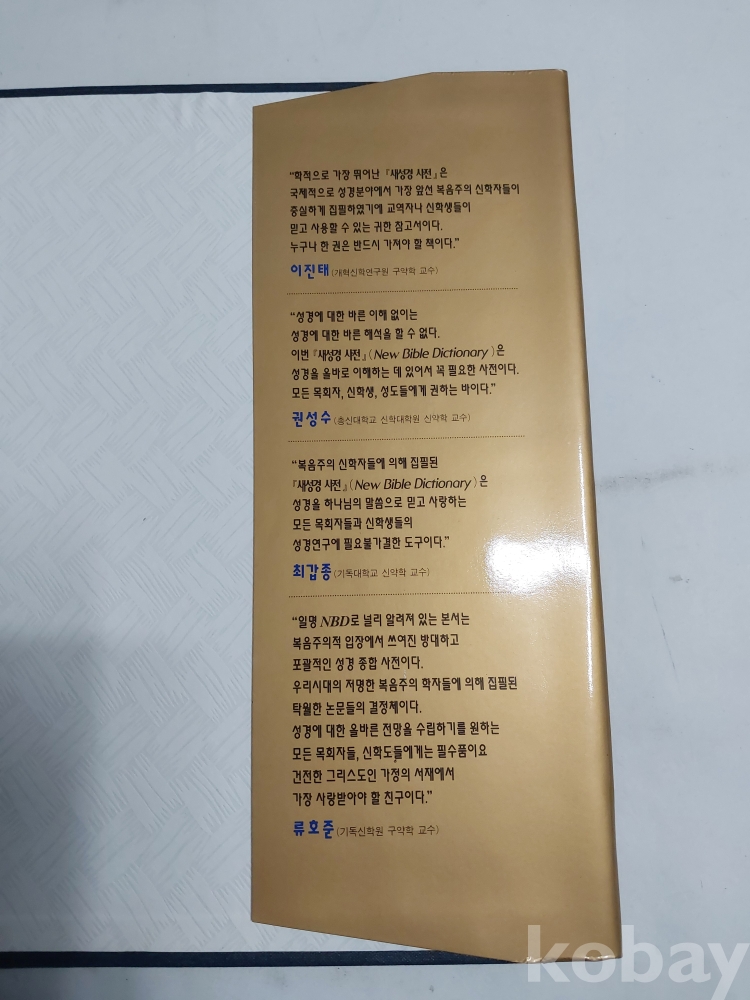 “학적으로 가장 뛰어난 『새성경 사전』은
국제적으로 성경분야에서 가장 앞선 복음주의 신학자들이
충실하게 집필하였기에 교역자나 신학생들이
믿고 사용할 수 있는 귀한 참고서이다.
누구나 한 권은 반드시 가져야 할 책이다.”
이진태 (개혁신학연구원 구약학 교수)
“성경에 대한 바른 이해 없이는
성경에 대한 바른 해석을 할 수 없다.
이번 『새성경 사전』(New Bible Dictionary)은
성경을 올바로 이해하는 데 있어서 꼭 필요한 사전이다.
모든 목회자, 신학생, 성도들에게 권하는 바이다.”
권성수 (총신대학교 신학대학원 신약학 교수)
“복음주의 신학자들에 의해 집필된
『새성경 사전』(New Bible Dictionary)은
성경을 하나님의 말씀으로 믿고 사랑하는
모든 목회자들과 신학생들의
성경연구에 필요불가결한 도구이다.”
최갑종 (기독대학교 신약학 교수)
“일명 NBD로 널리 알려져 있는 본서는
복음주의적 입장에서 쓰여진 방대하고
포괄적인 성경 종합 사전이다.
우리시대의 저명한 복음주의 학자들에 의해 집필된
탁월한 논문들의 결정체이다.
성경에 대한 올바른 전망을 수립하기를 원하는
모든 목회자들, 신학도들에게는 필수품이요
건전한 그리스도인 가정의 서재에서
가장 사랑받아야 할 친구이다.”
류호준 (기독신학원 구약학 교수)
kobay